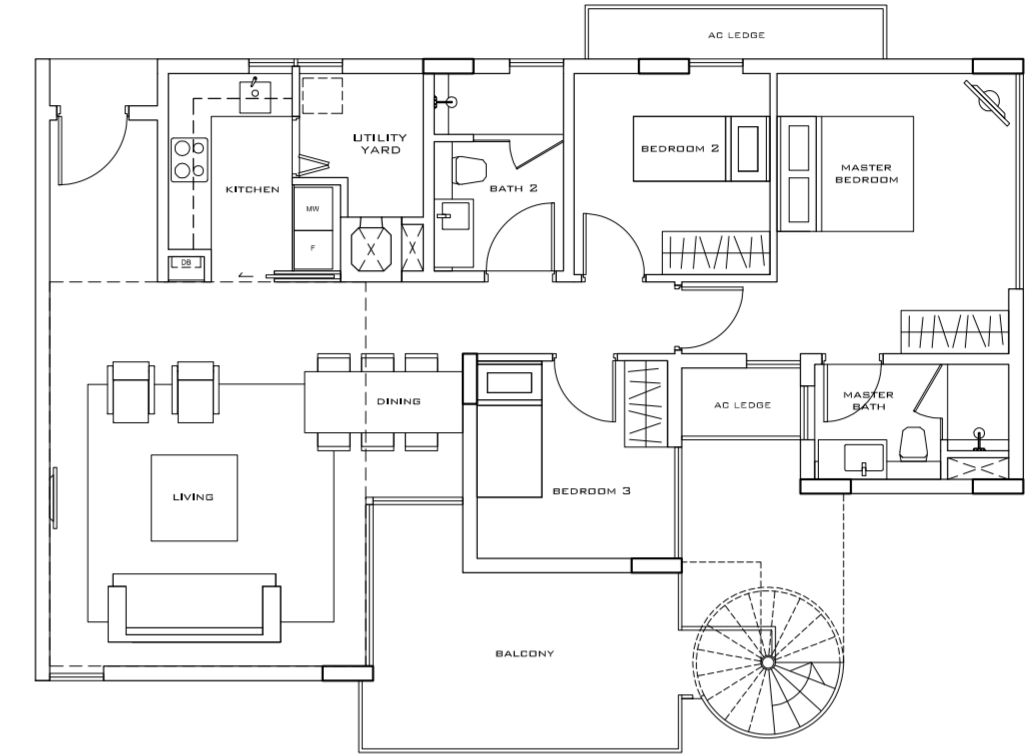 AC LEDGE
UTILITY
YARD
BEDROOM 2
MASTER
BEDROOM
KITCHEN
BATH 2
MW
F
DB
DINING
AC LEDGE
MASTER
BATH
LIVING
BEDROOM 3
BALCONY